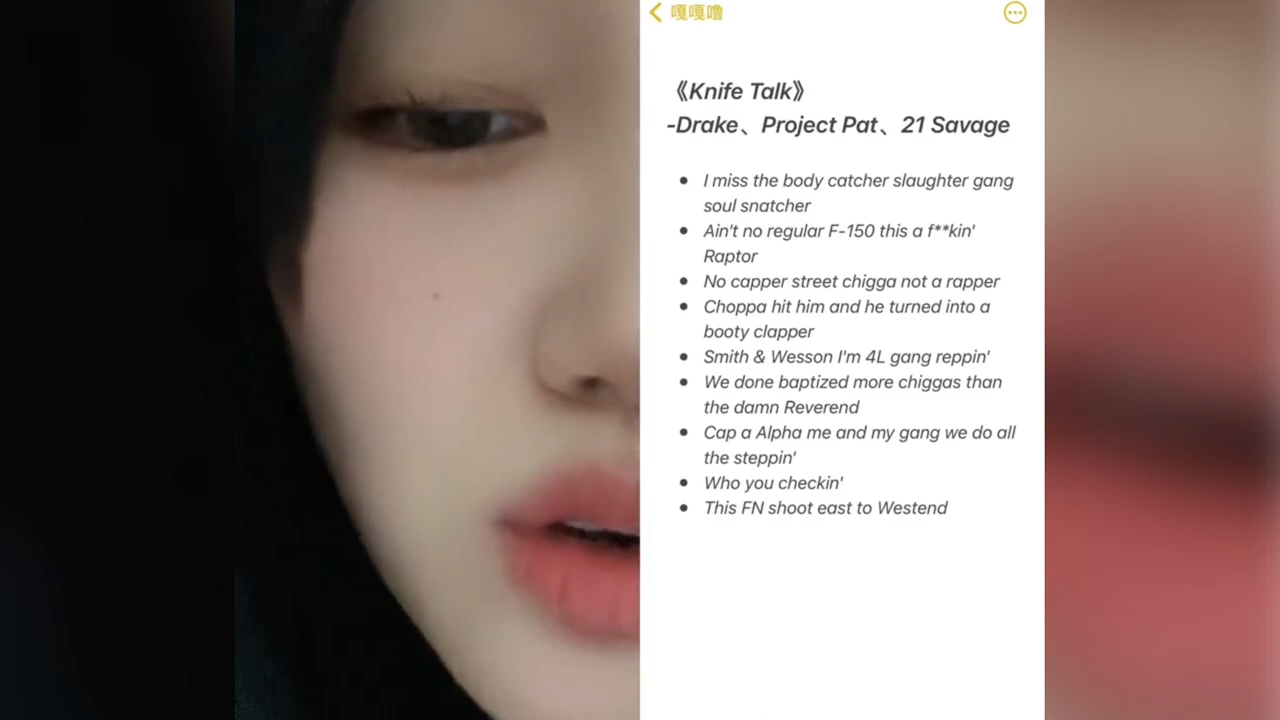 嘎嘎噜
《Knife Talk》
-Drake、Project Pat、21 Savage
• I miss the body catcher slaughter gang
soul snatcher
• Ain't no regular F-150 this a f**kin'
Raptor
• No capper street chigga not a rapper
• Choppa hit him and he turned into a
booty clapper
• Smith & Wesson I'm 4L gang reppin'
• We done baptized more chiggas than
the damn Reverend
• Cap a Alpha me and my gang we do all
the steppin'
• Who you checkin'
• This FN shoot east to Westend